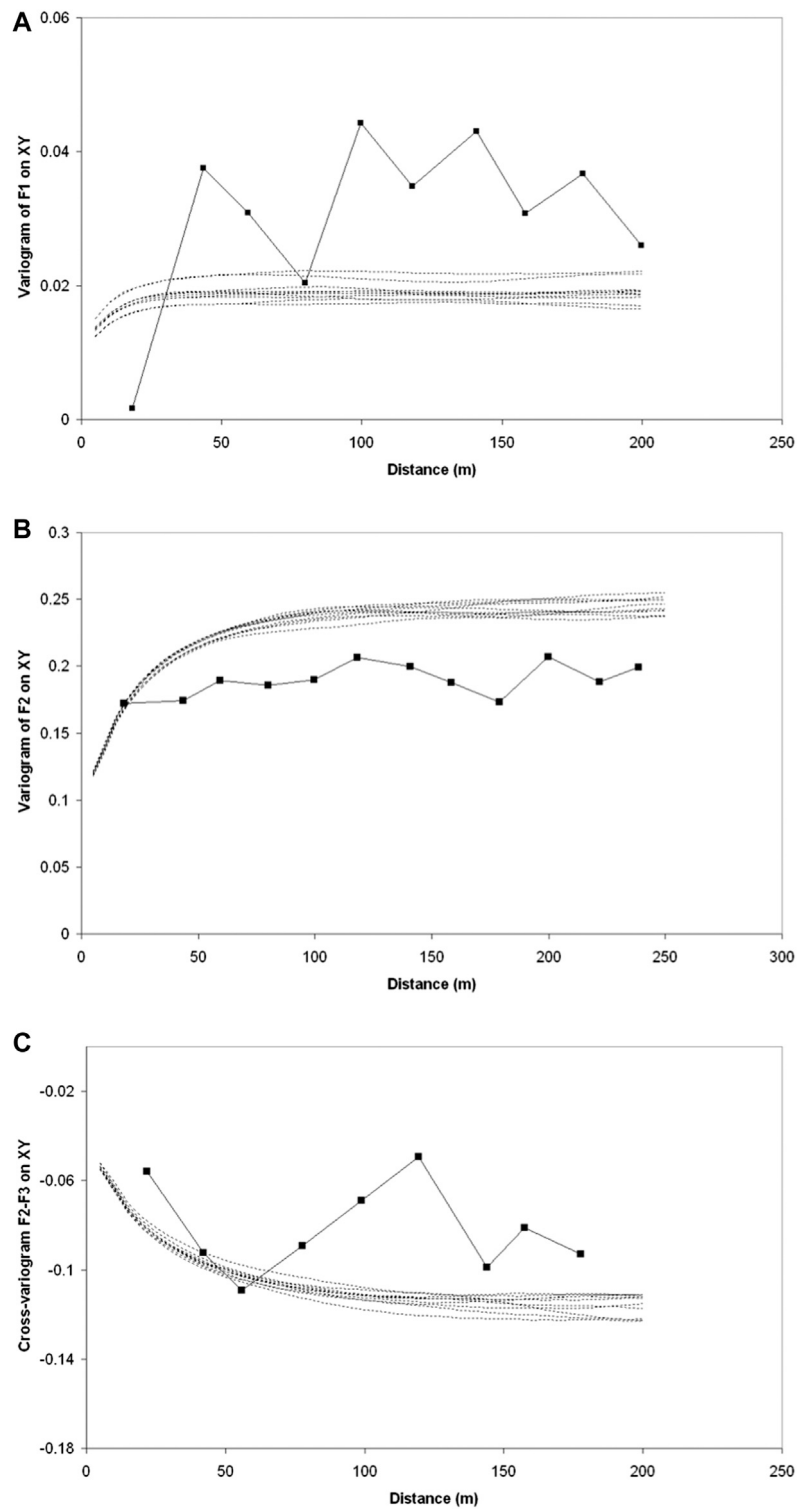 A
Variogram of F1 on XY
0.06
0.04
0.02
0
0 50 100 150 200 250
Distance (m)
B
Variogram of F2 on XY
0.3
0.25
0.2
0.15
0.1
0.05
0
0 50 100 150 200 250 300
Distance (m)
C
Cross-variogram F2-F3 on XY
-0.02
-0.06
-0.1
-0.14
-0.18
0 50 100 150 200 250
Distance (m)